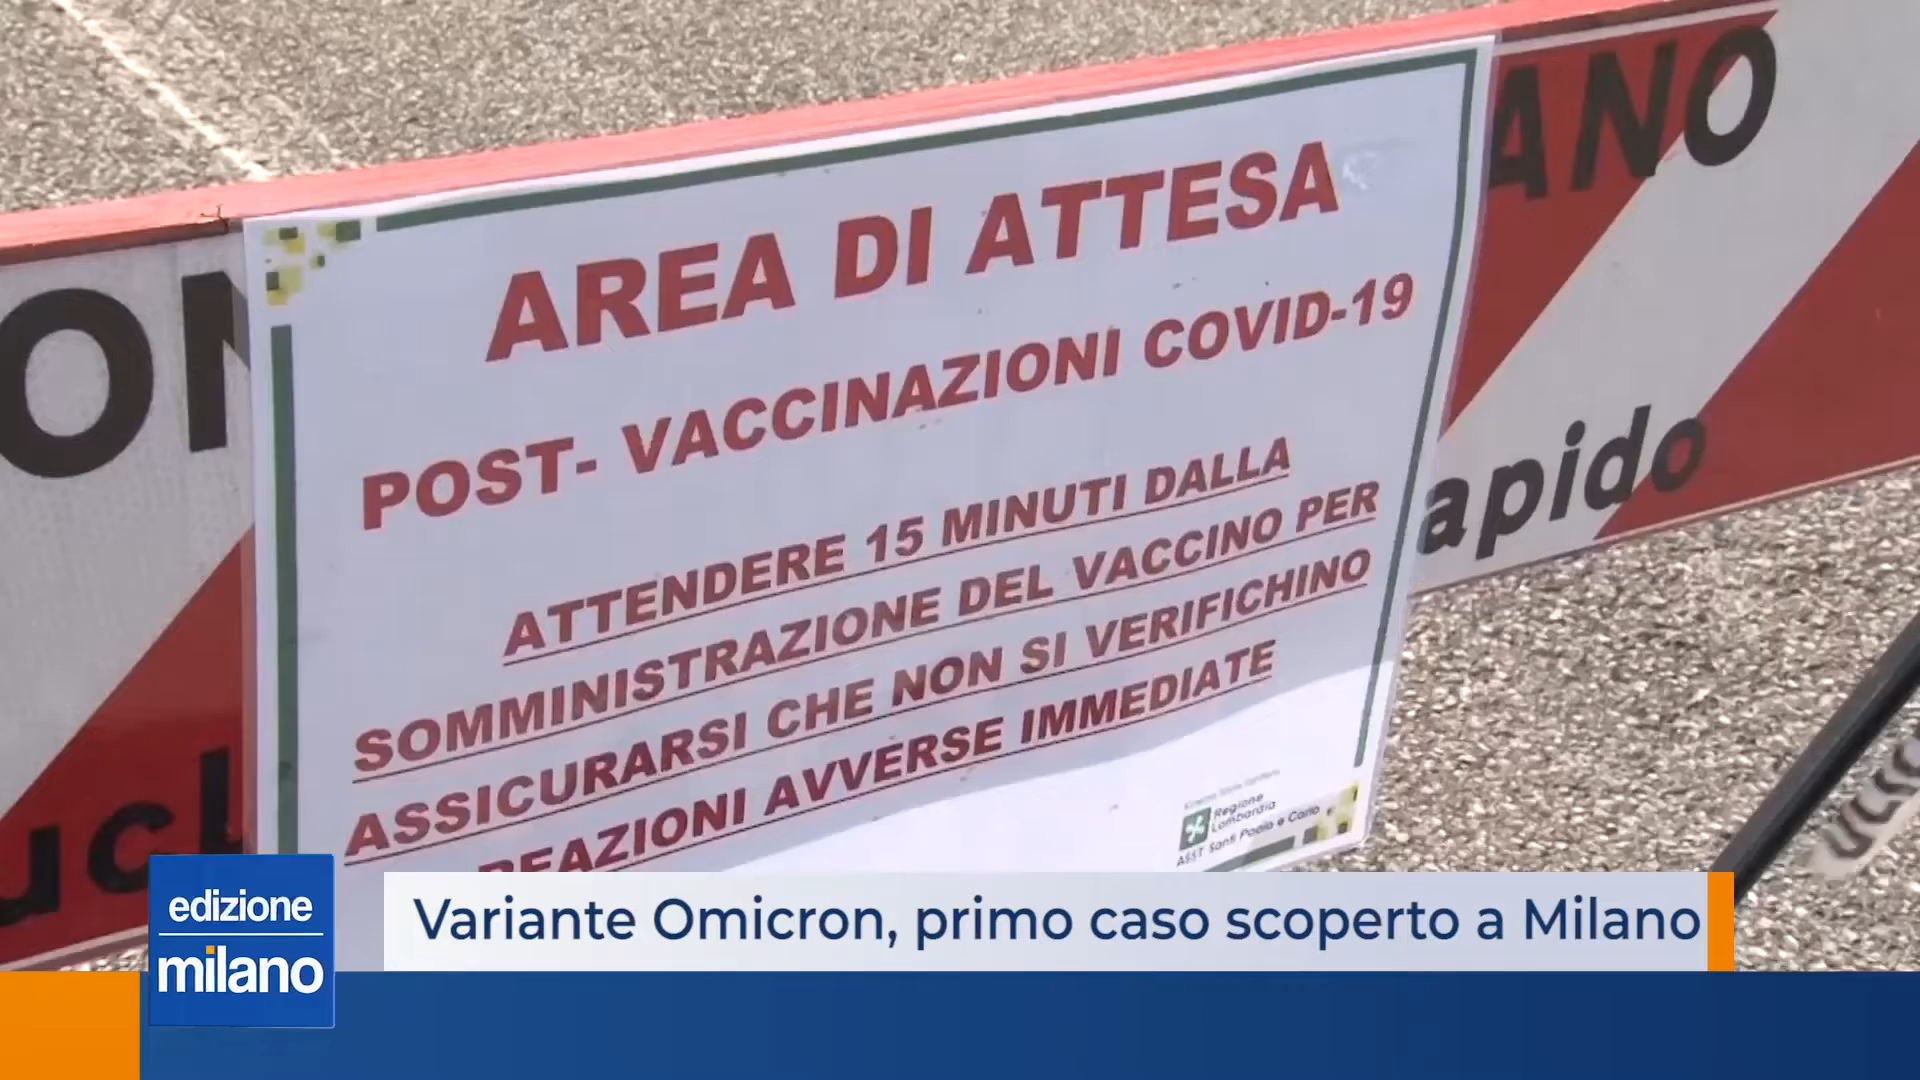 AREA DI ATTESA
POST- VACCINAZIONI COVID-19
ATTENDERE 15 MINUTI DALLA
SOMMINISTRAZIONE DEL VACCINO PER
ASSICURARSI CHE NON SI VERIFICHINO
REAZIONI AVVERSE IMMEDIATE
Regione
Lombardia
ASST Santi Paolo e Carlo
ON
ANO
apido
ucl
edizione
milano
Variante Omicron, primo caso scoperto a Milano